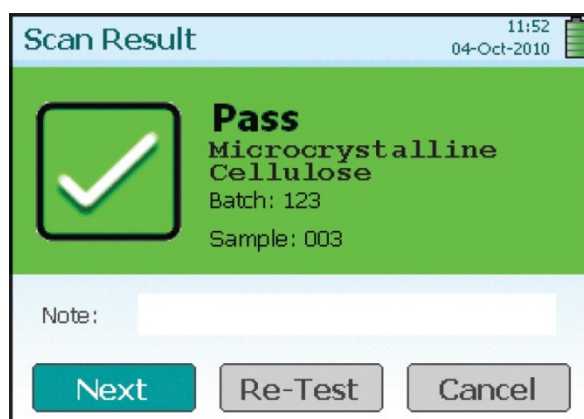 Scan Result
11:52
04-Oct-2010
Pass
Microcrystalline
Cellulose
Batch: 123
Sample: 003
Note:
Next
Re-Test
Cancel